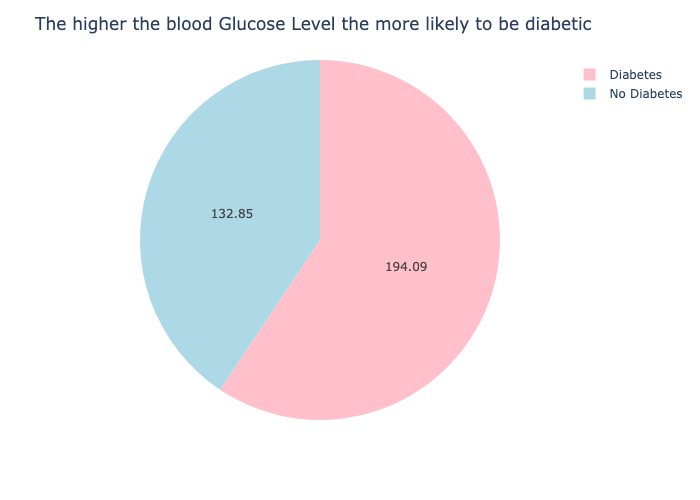 The higher the blood Glucose Level the more likely to be diabetic
Diabetes
No Diabetes
132.85
194.09